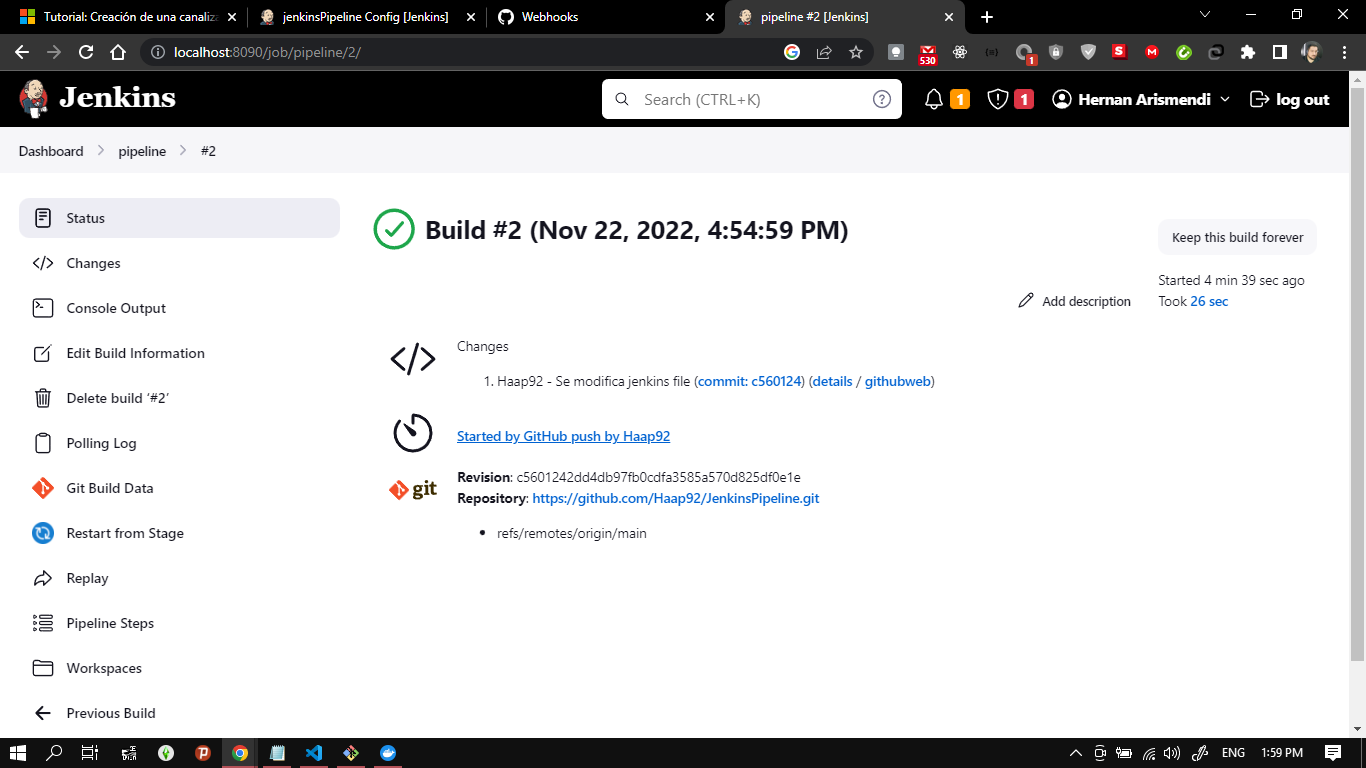 Tutorial: Creación de una canaliz
jenkinsPipeline Config [Jenkins]
Webhooks
pipeline #2 [Jenkins]
localhost:8090/job/pipeline/2/
530
1
Jenkins
Search (CTRL+K)
1
1
Hernan Arismendi
log out
Dashboard
pipeline
#2
Status
Build #2 (Nov 22, 2022, 4:54:59 PM)
Keep this build forever
Changes
Started 4 min 39 sec ago
Console Output
Add description
Took 26 sec
Edit Build Information
Changes
1. Haap92 - Se modifica jenkins file (commit: c560124) (details / githubweb)
Delete build ‘#2’
Polling Log
Started by GitHub push by Haap92
Git Build Data
git
Revision: c5601242dd4db97fb0cdfa3585a570d825df0e1e
Repository: https://github.com/Haap92/JenkinsPipeline.git
Restart from Stage
• refs/remotes/origin/main
Replay
Pipeline Steps
Workspaces
Previous Build
ENG
1:59 PM